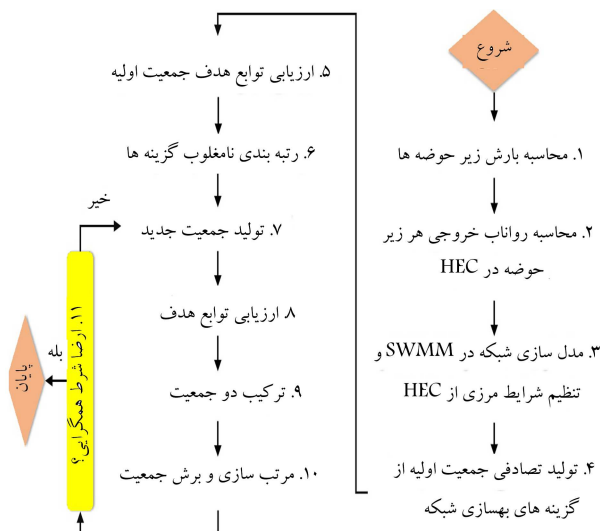 شروع
۱. محاسبه بارش زیر حوضه ها
۲. محاسبه رواناب خروجی هر زیر
حوضه در HEC
۳. مدل سازی شبکه در SWMM و
تنظیم شرایط مرزی از HEC
۴. تولید تصادفی جمعیت اولیه از
گزینه های بهسازی شبکه
۵. ارزیابی توابع هدف جمعیت اولیه
۶. رتبه بندی نامغلوب گزینه ها
۷. تولید جمعیت جدید
۸. ارزیابی توابع هدف
۹. ترکیب دو جمعیت
۱۰. مرتب سازی و برش جمعیت
۱۱. ارضا شرط همگرایی؟
خیر
بله
پایان